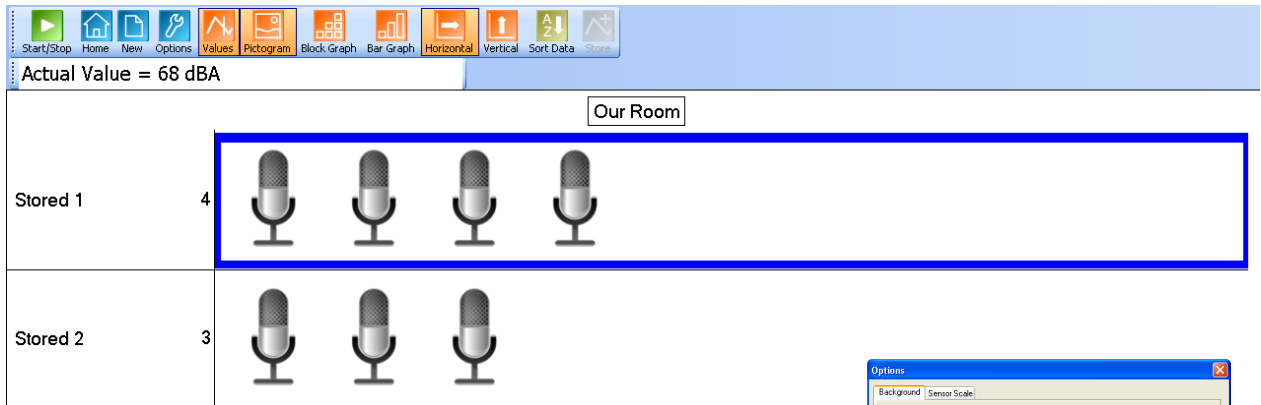 Start/Stop Home New Options Values Pictogram Block Graph Bar Graph Horizontal Vertical Sort Data Store
Actual Value = 68 dBA
Our Room
Stored 1 4
Stored 2 3
Options
Background Sensor Scale